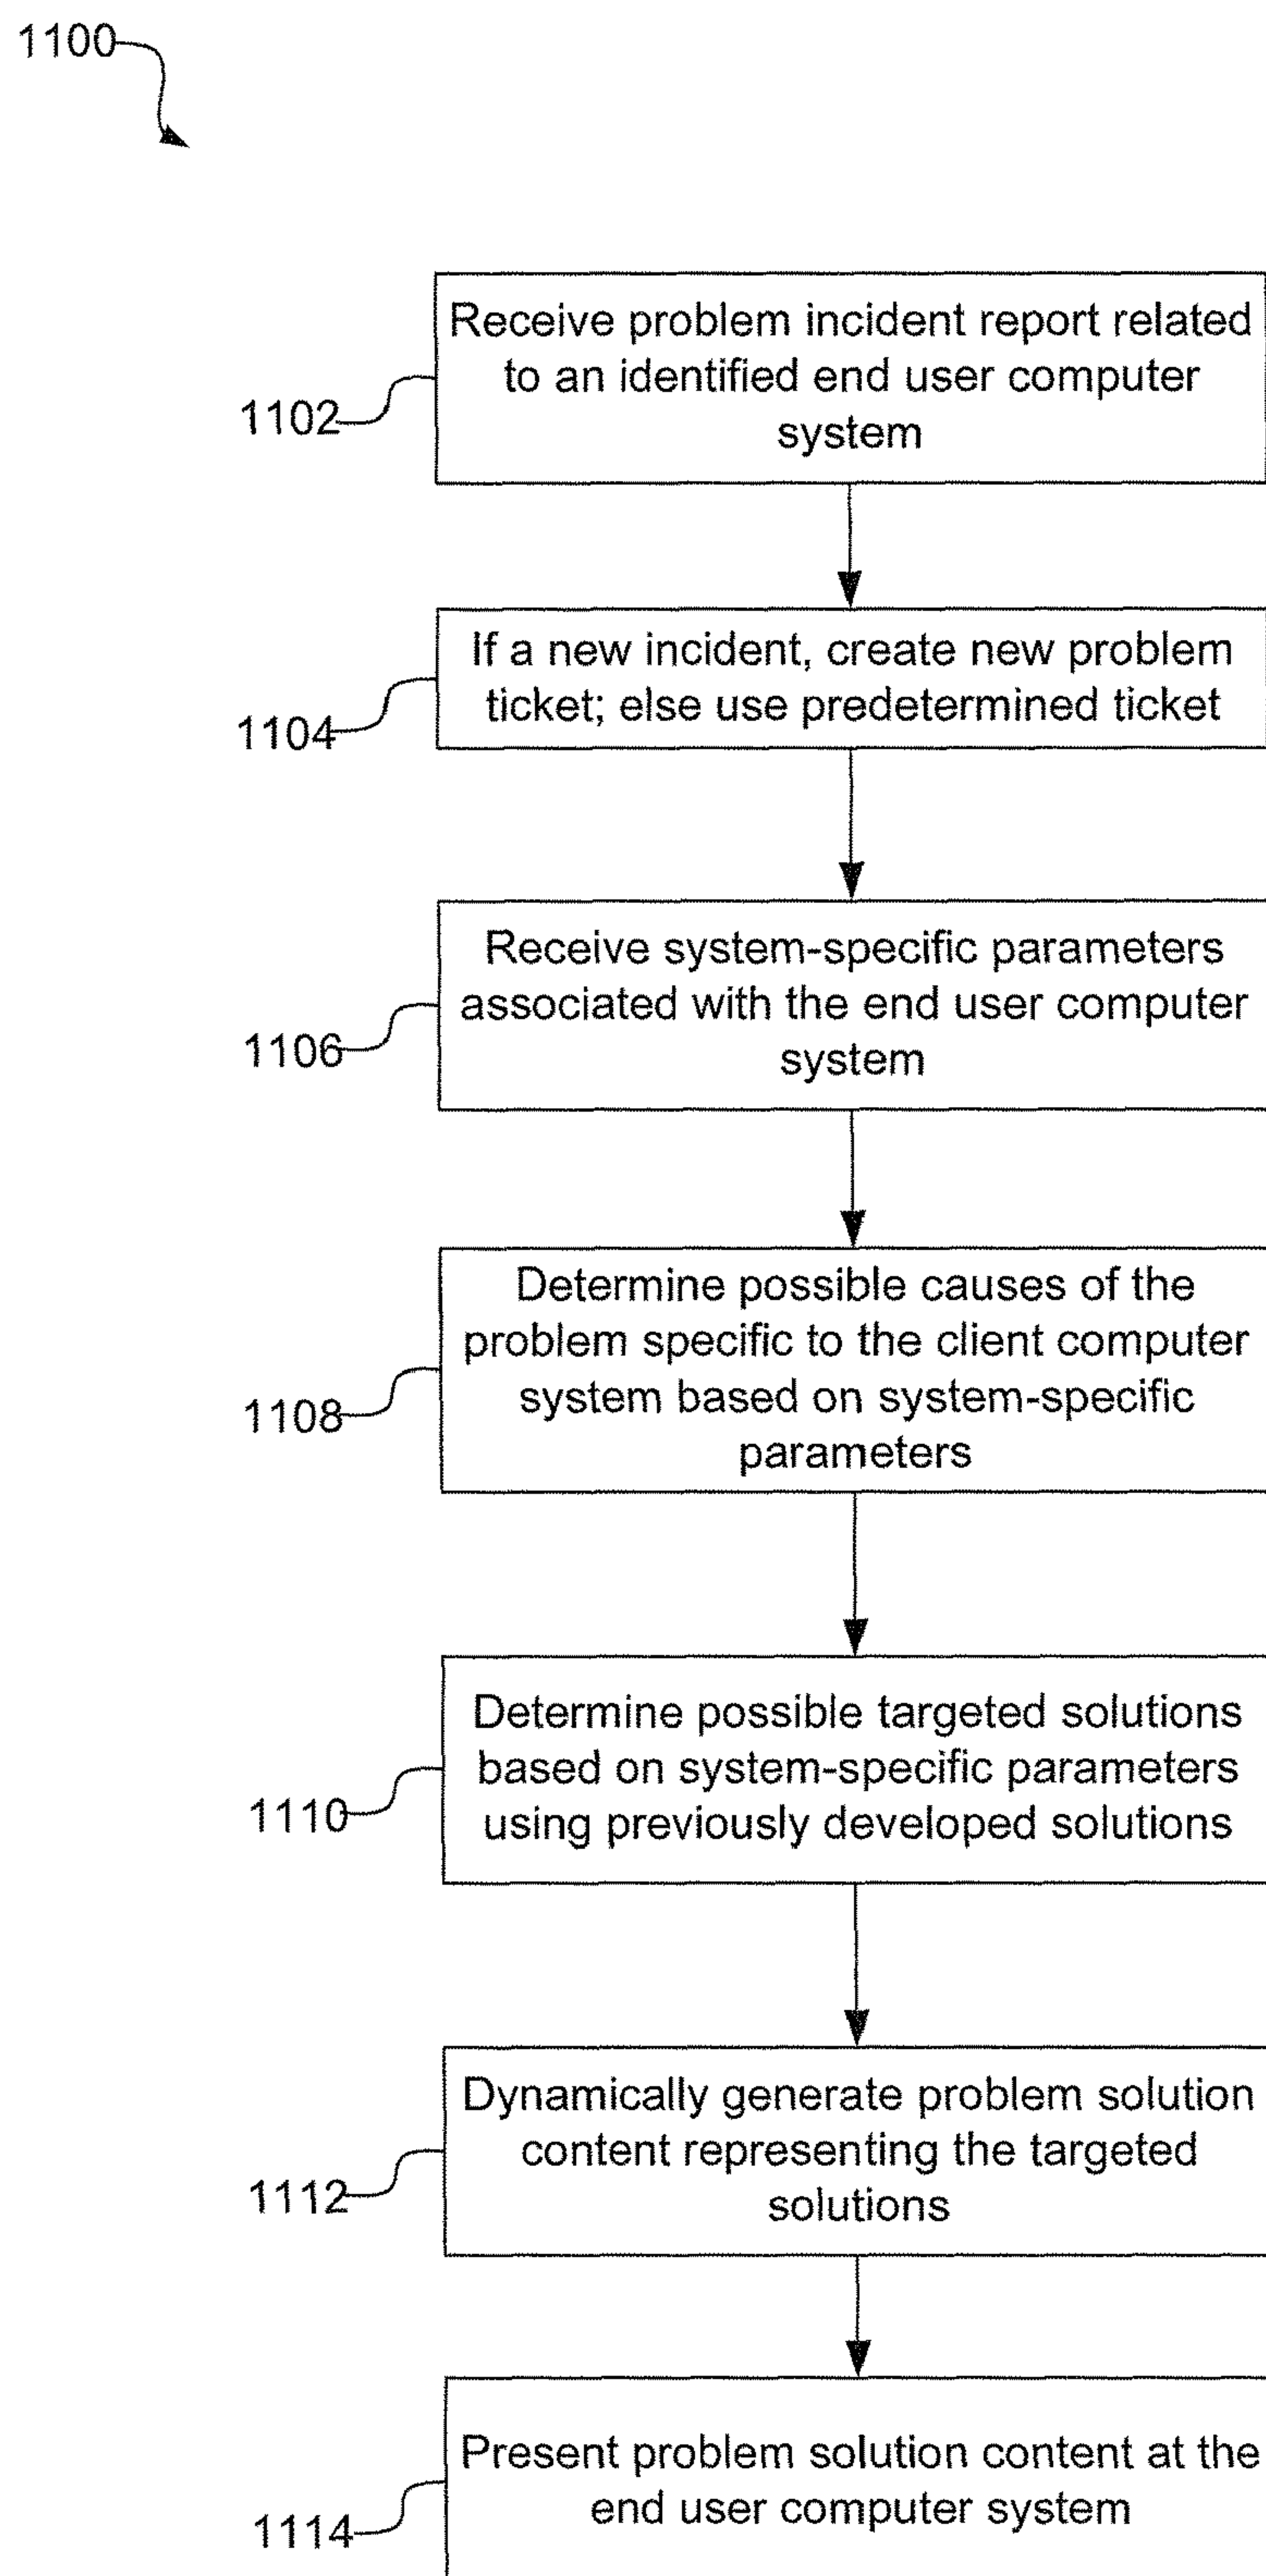 1100
Receive problem incident report related
to an identified end user computer
system
1102
If a new incident, create new problem
ticket; else use predetermined ticket
1104
Receive system-specific parameters
associated with the end user computer
system
1106
Determine possible causes of the
problem specific to the client computer
system based on system-specific
parameters
1108
Determine possible targeted solutions
based on system-specific parameters
using previously developed solutions
1110
Dynamically generate problem solution
content representing the targeted
solutions
1112
Present problem solution content at the
end user computer system
1114